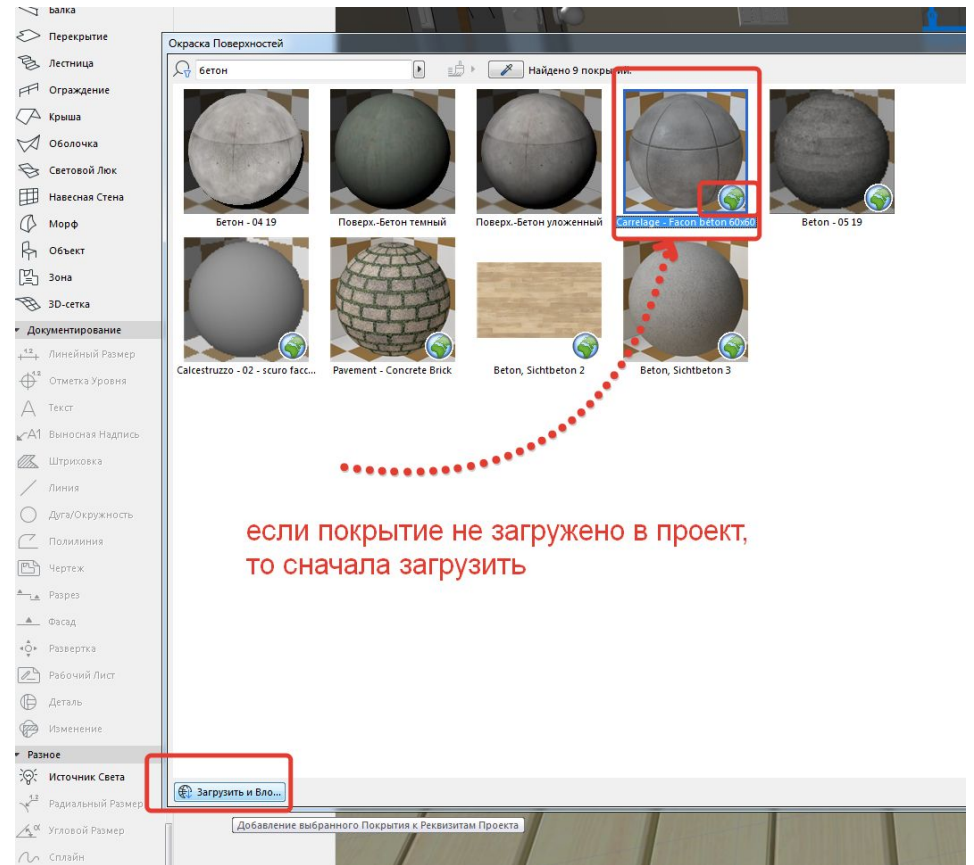 Балка
Перекрытие
Лестница
Ограждение
Крыша
Оболочка
Световой Люк
Навесная Стена
Морф
Объект
Зона
3D-сетка
Документирование
Линейный Размер
Отметка Уровня
Текст
Выносная Надпись
Штриховка
Линия
Дуга/Окружность
Полилиния
Чертеж
Разрез
Фасад
Развертка
Рабочий Лист
Деталь
Изменение
Разное
Источник Света
Радиальный Размер
Угловой Размер
Сплайн
Окраска Поверхностей
бетон
Найдено 9 покрытий.
Бетон - 04 19
Поверх.-Бетон темный
Поверх.-Бетон уложенный
Carrelage - Facon béton 60x60
Beton - 05 19
Calcestruzzo - 02 - scuro facc...
Pavement - Concrete Brick
Beton, Sichtbeton 2
Beton, Sichtbeton 3
если покрытие не загружено в проект,
то сначала загрузить
Загрузить и Вло...
Добавление выбранного Покрытия к Реквизитам Проекта